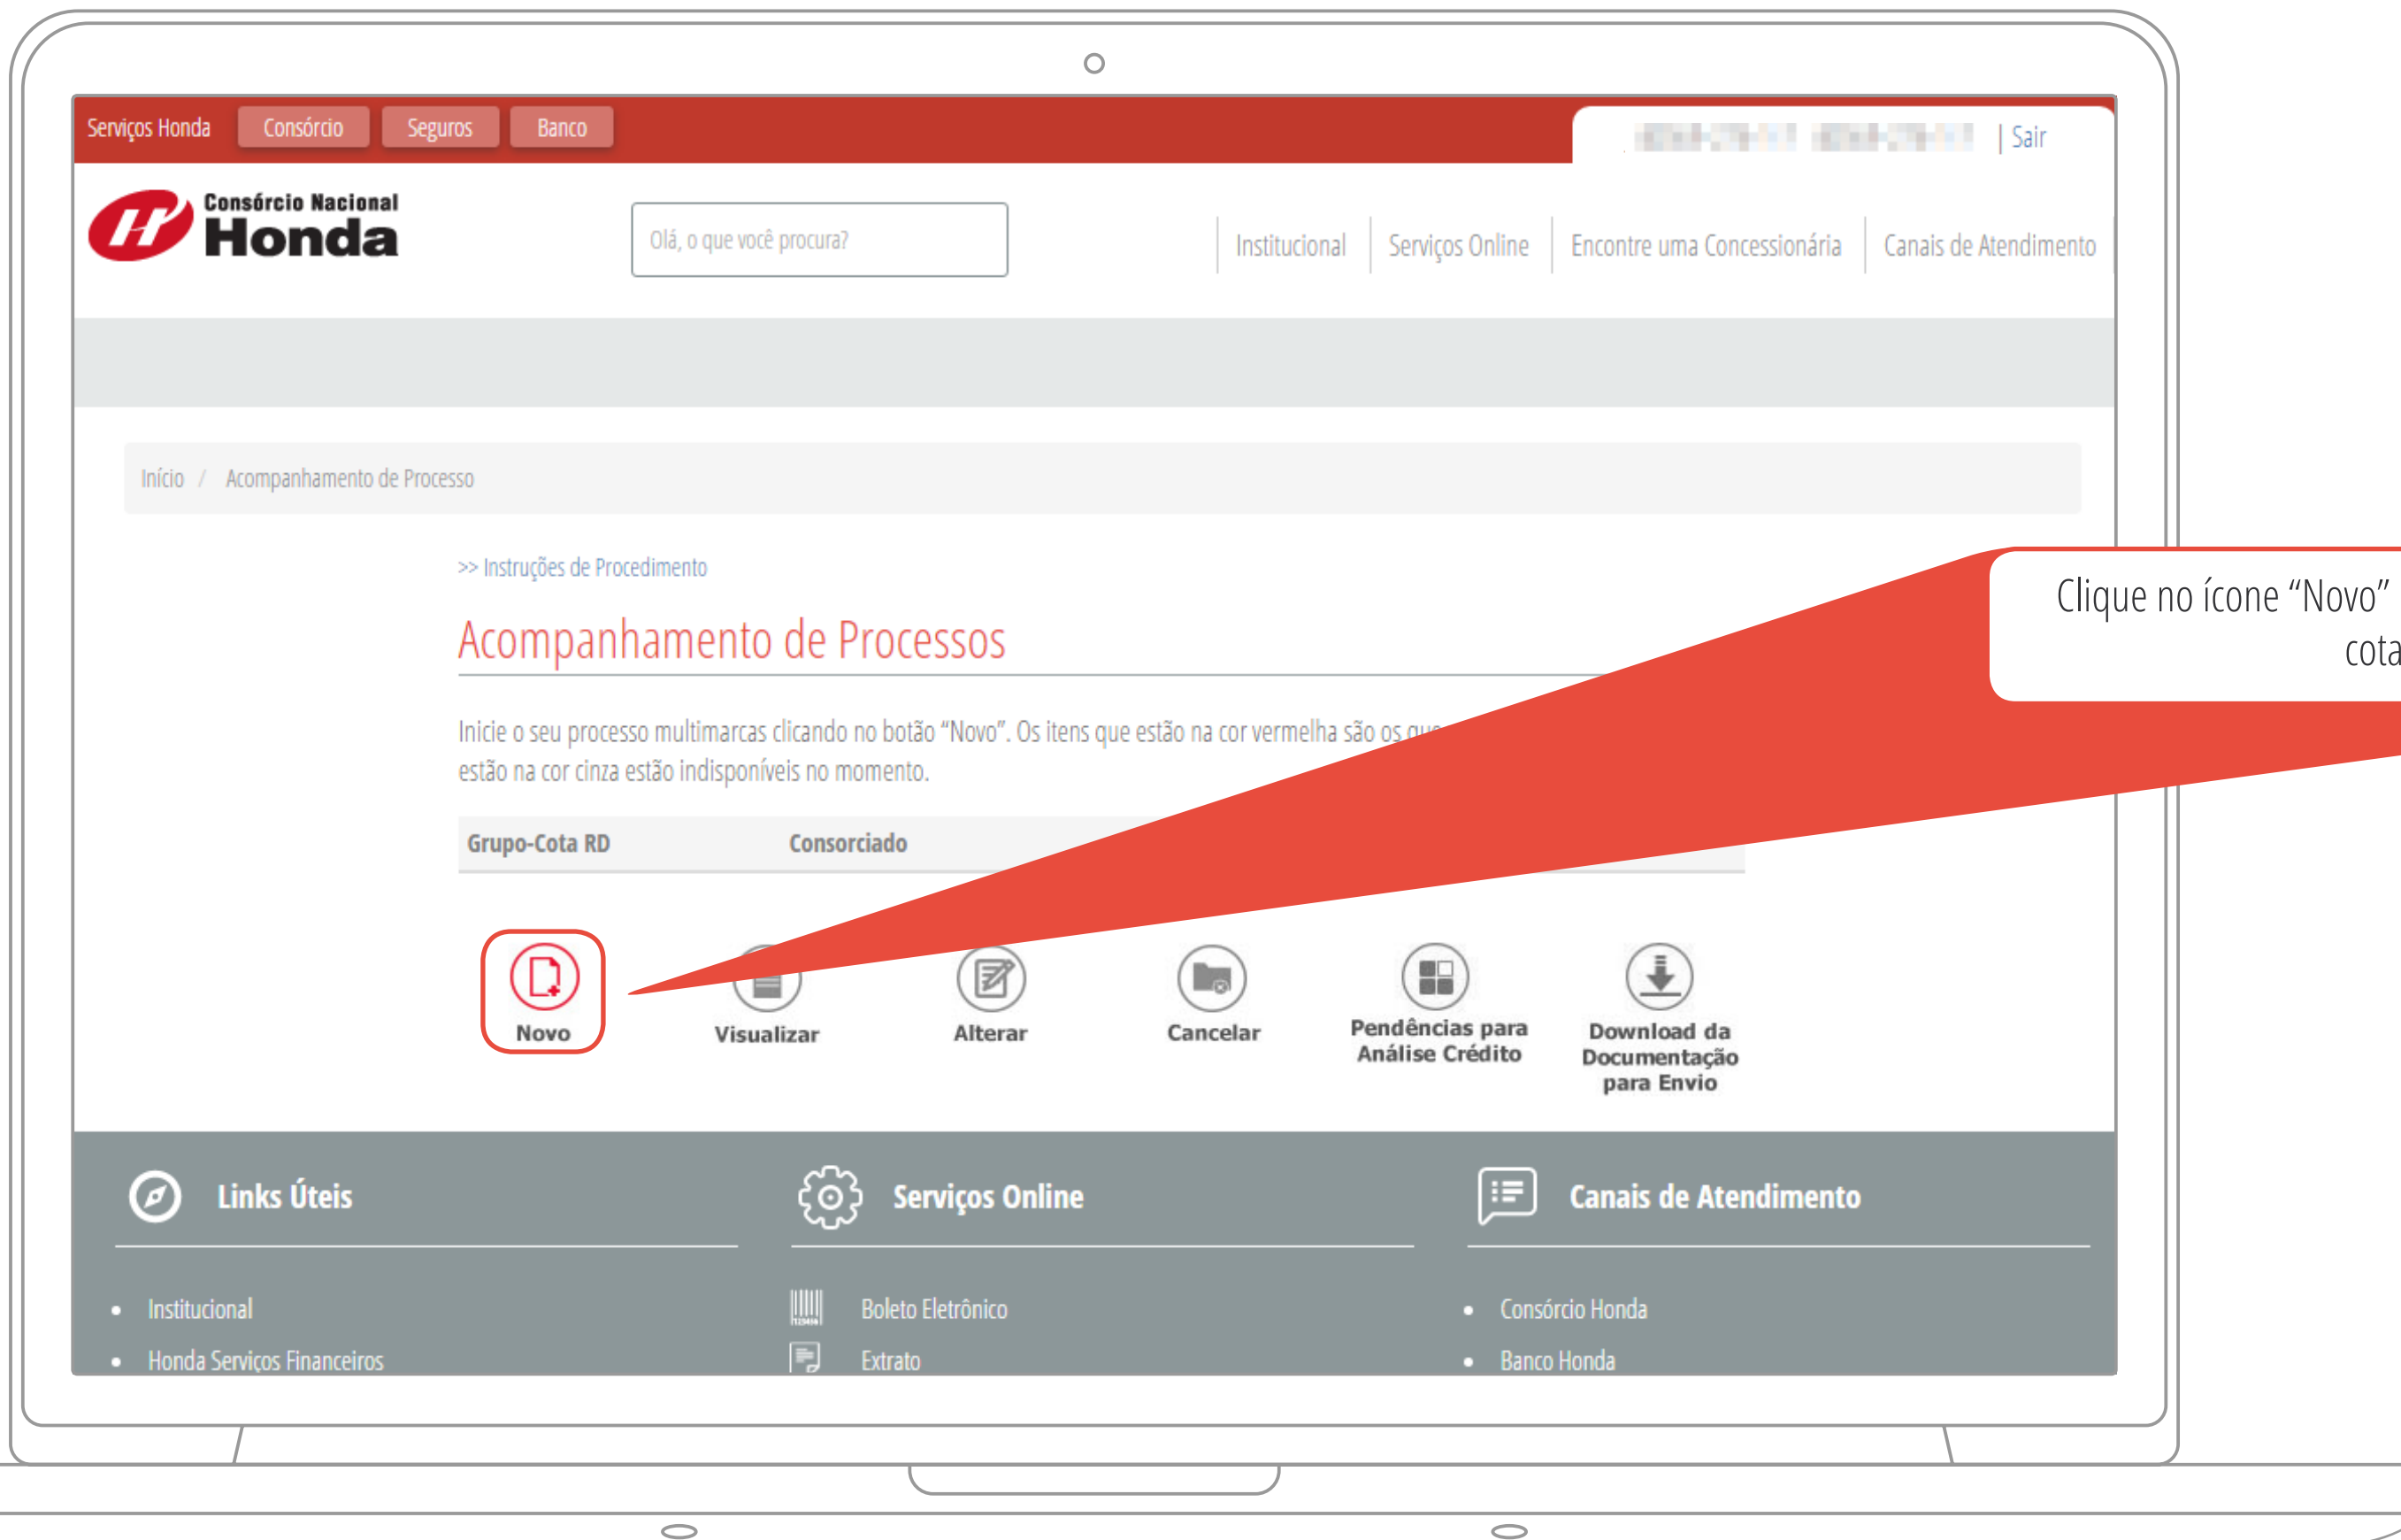 Serviços Honda Consórcio Seguros Banco | Sair
Consórcio Nacional
Honda
Olá, o que você procura?
Institucional Serviços Online Encontre uma Concessionária Canais de Atendimento
Início / Acompanhamento de Processo
>> Instruções de Procedimento
Clique no ícone “Novo”
cota
Acompanhamento de Processos
Inicie o seu processo multimarcas clicando no botão “Novo”. Os itens que estão na cor vermelha são os que
estão na cor cinza estão indisponíveis no momento.
Grupo-Cota RD Consorciado
Novo
Visualizar
Alterar
Cancelar
Pendências para
Análise Crédito
Download da
Documentação
para Envio
Links Úteis
Institucional
Honda Serviços Financeiros
Serviços Online
Boleto Eletrônico
Extrato
Canais de Atendimento
Consórcio Honda
Banco Honda